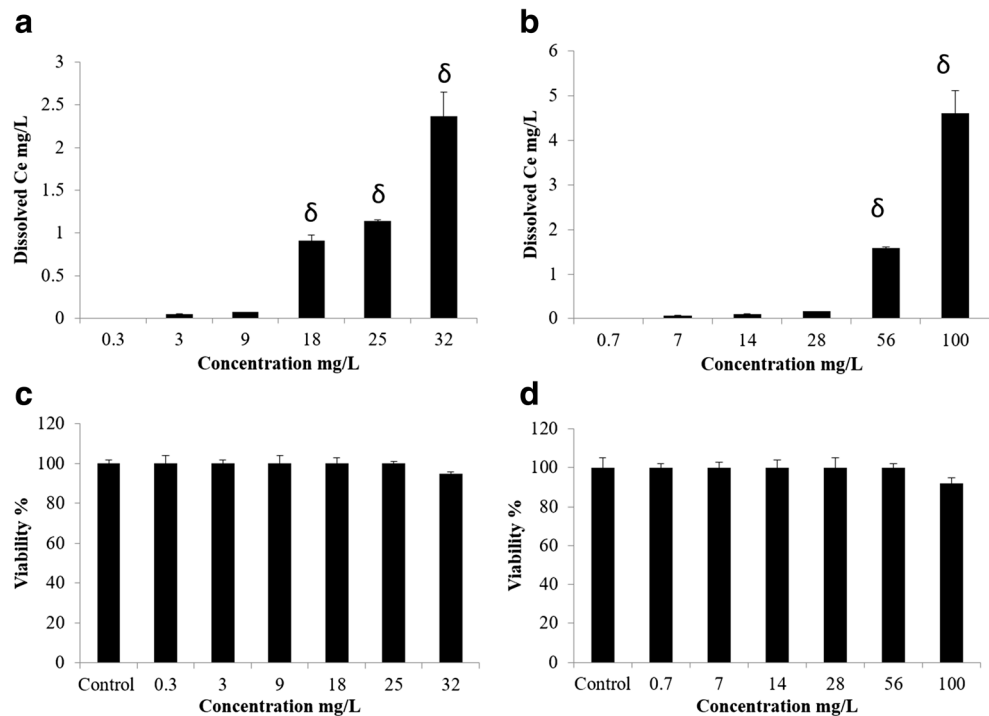 a
3
2.5
2
1.5
1
0.5
0
Dissolved Ce mg/L
δ
δ
δ
0.3 3 9 18 25 32
Concentration mg/L
b
6
5
4
3
2
1
0
Dissolved Ce mg/L
δ
δ
0.7 7 14 28 56 100
Concentration mg/L
c
120
100
80
60
40
20
0
Viability %
Control 0.3 3 9 18 25 32
Concentration mg/L
d
120
100
80
60
40
20
0
Viability %
Control 0.7 7 14 28 56 100
Concentration mg/L